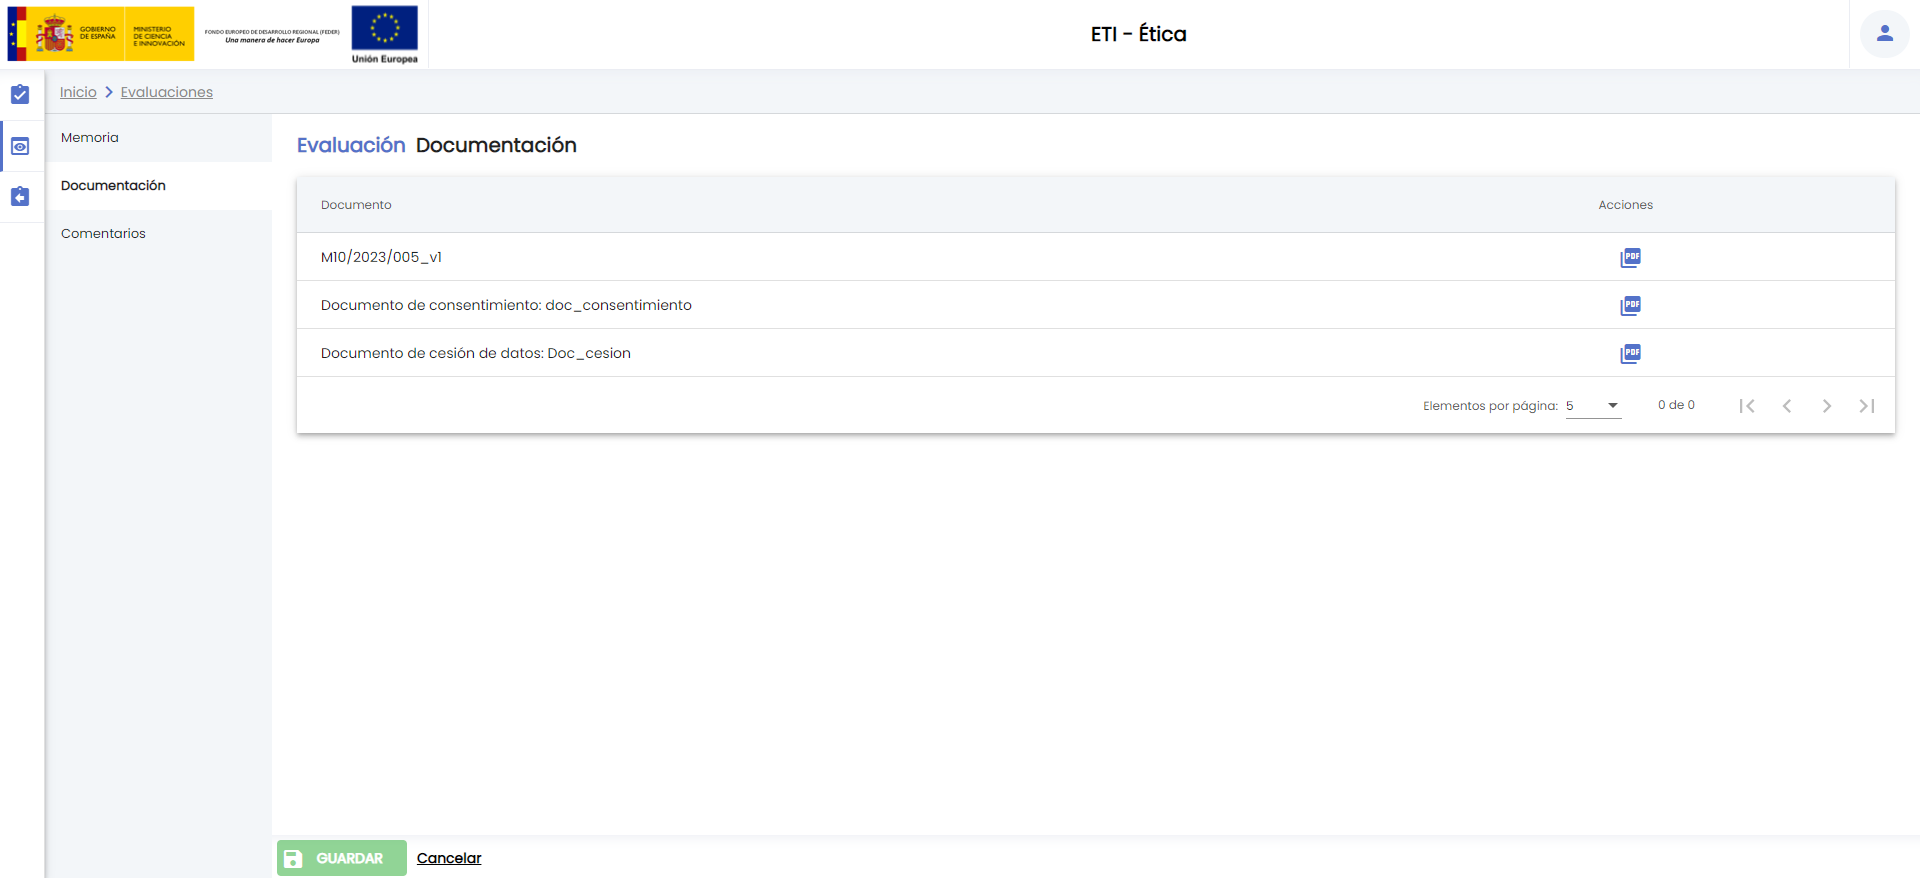 GOBIERNO
DE ESPAÑA
MINISTERIO
DE CIENCIA
E INNOVACIÓN
FONDO EUROPEO DE DESARROLLO REGIONAL (FEDER)
Una manera de hacer Europa
Unión Europea
ETI - Ética
Inicio Evaluaciones
Memoria
Documentación
Comentarios
Evaluación Documentación
Documento Acciones
M10/2023/005_v1 PDF
Documento de consentimiento: doc_consentimiento PDF
Documento de cesión de datos: Doc_cesion PDF
Elementos por página: 5 0 de 0
GUARDAR Cancelar